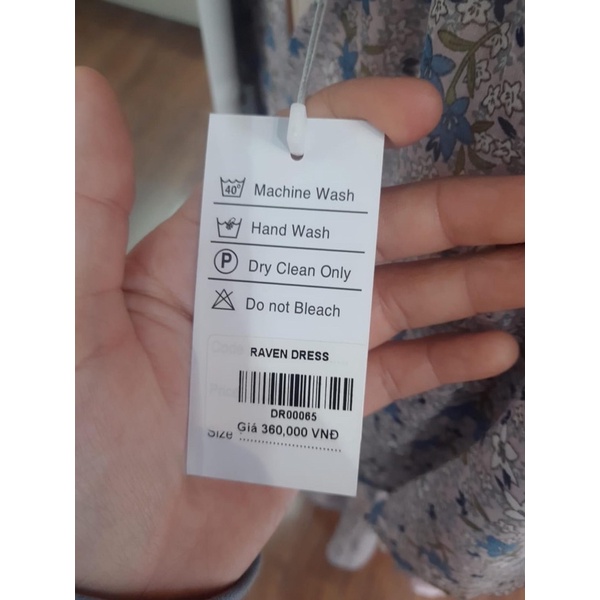 40°
Machine Wash
Hand Wash
P
Dry Clean Only
Do not Bleach
RAVEN DRESS
DR00065
Giá 360,000 VNĐ
Size